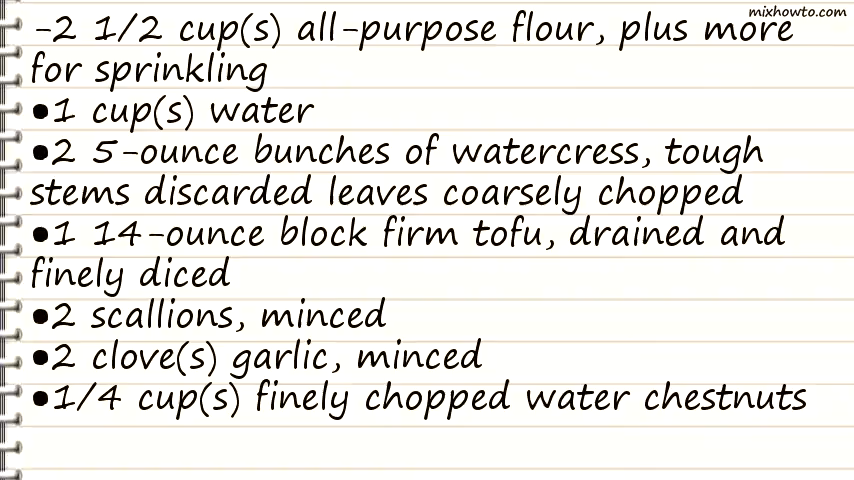 mixhowto.com
-2 1/2 cup(s) all-purpose flour, plus more
for sprinkling
•1 cup(s) water
•2 5-ounce bunches of watercress, tough
stems discarded leaves coarsely chopped
•1 14-ounce block firm tofu, drained and
finely diced
•2 scallions, minced
•2 clove(s) garlic, minced
•1/4 cup(s) finely chopped water chestnuts